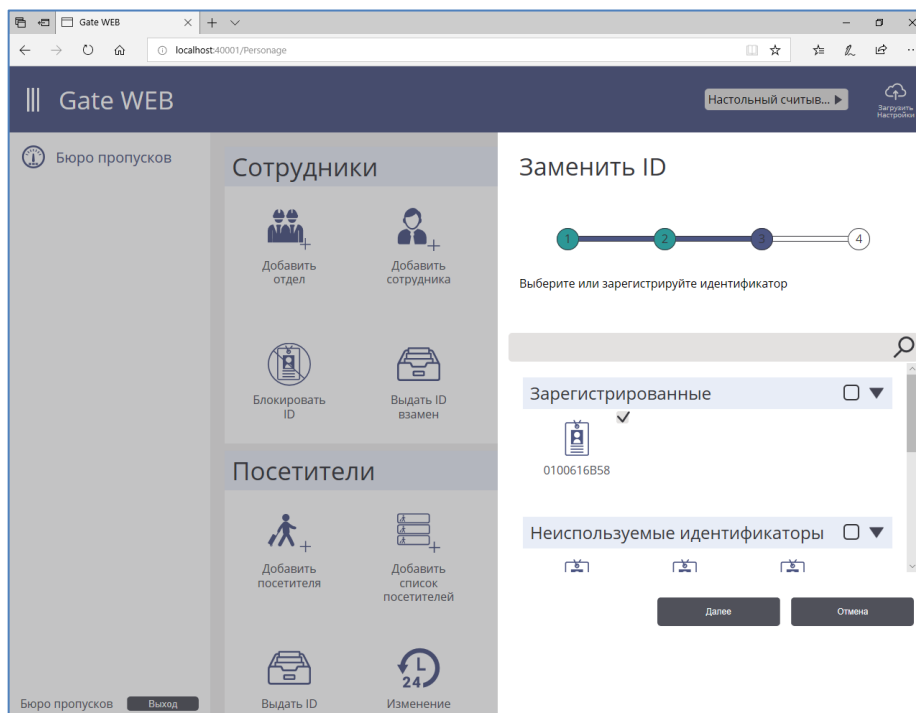 Gate WEB
localhost:40001/Personage
Gate WEB
Настольный считыв...
Загрузить
Настройки
Бюро пропусков
Сотрудники
Добавить
отдел
Добавить
сотрудника
Блокировать
ID
Выдать ID
взамен
Посетители
Добавить
посетителя
Добавить
список
посетителей
Выдать ID
L
24
Изменение
Бюро пропусков
Выход
Заменить ID
1
2
3
4
Выберите или зарегистрируйте идентификатор
Зарегистрированные
0100616B58
Неиспользуемые идентификаторы
Далее
Отмена